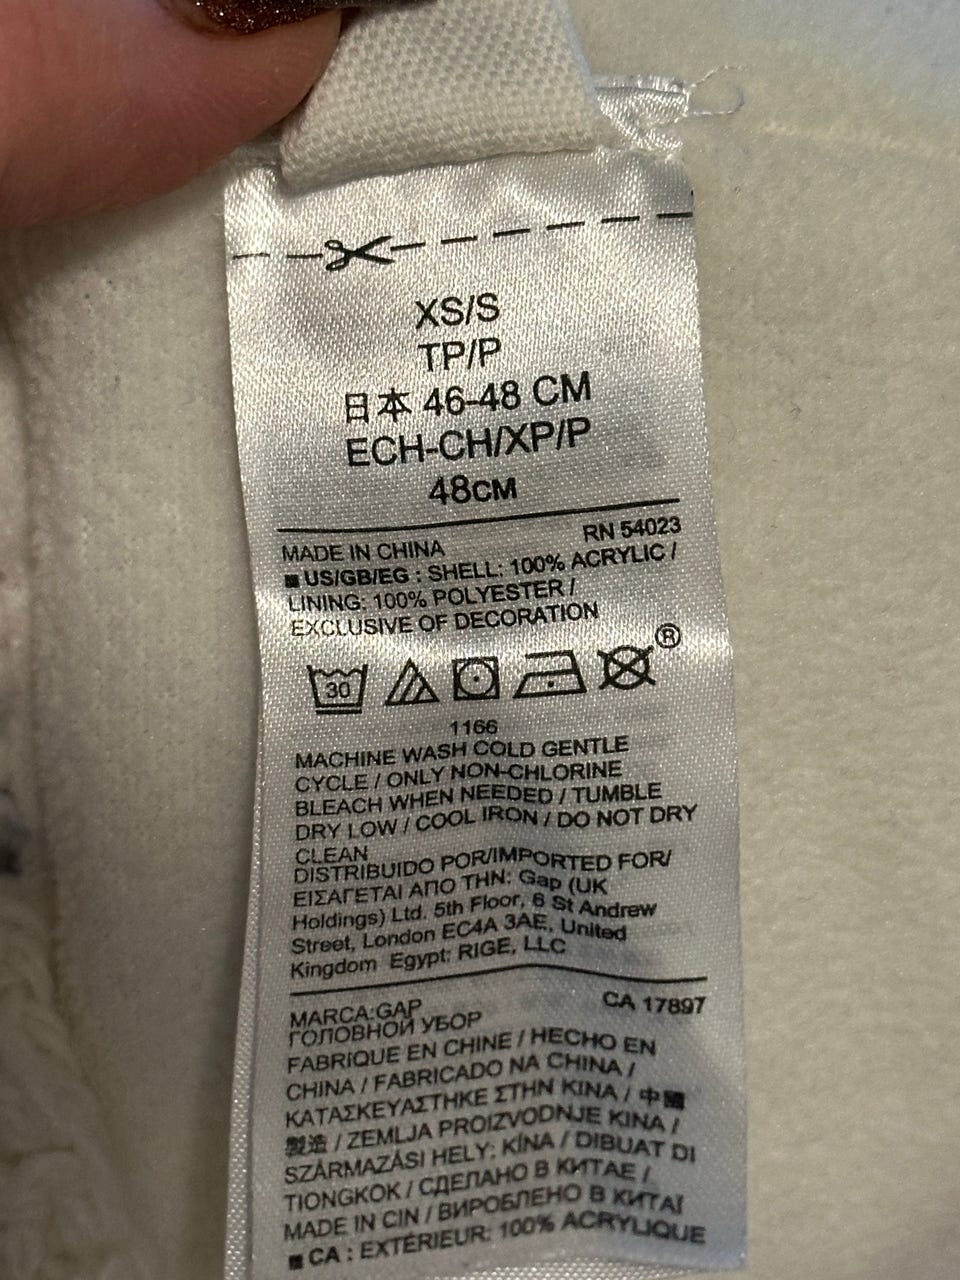 XS/S
TP/P
日本 46-48 CM
ECH-CH/XP/P
48CM
RN 54023
MADE IN CHINA
■ US/GB/EG : SHELL: 100% ACRYLIC /
LINING: 100% POLYESTER /
EXCLUSIVE OF DECORATION
30
®
1166
MACHINE WASH COLD GENTLE
CYCLE / ONLY NON-CHLORINE
BLEACH WHEN NEEDED / TUMBLE
DRY LOW / COOL IRON / DO NOT DRY
CLEAN
DISTRIBUIDO POR/IMPORTED FOR/
ΕΙΣΑΓΕΤΑΙ ΑΠΟ ΤΗΝ: Gap (UK
Holdings) Ltd. 5th Floor, 6 St Andrew
Street, London EC4A 3AE, United
Kingdom Egypt: RIGE, LLC
CA 17897
MARCA:GAP
ГОЛОВНОЙ УБОР
FABRIQUÉ EN CHINE / HECHO EN
CHINA / FABRICADO NA CHINA /
ΚΑΤΑΣΚΕΥΑΣΤΗΚΕ ΣΤΗΝ ΚΙΝΑ / 中國
製造 / ZEMLJA PROIZVODNJE KINA /
SZÁRMAZÁSI HELY: KÍNA / DIBUAT DI
TIONGKOK / СДЕЛАНО В КИТАЕ /
MADE IN CIN / ВИРОБЛЕНО В КИТАЇ
■ CA : EXTÉRIEUR: 100% ACRYLIQUE